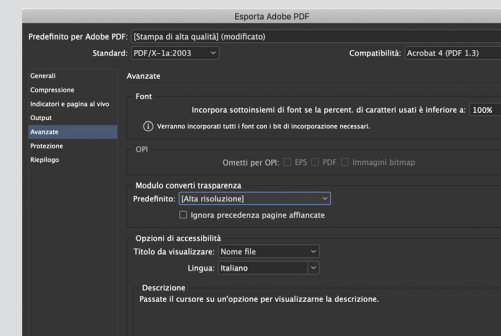 Esporta Adobe PDF
Predefinito per Adobe PDF: [Stampa di alta qualità] (modificato)
Standard: PDF/X-1a:2003 Compatibilità: Acrobat 4 (PDF 1.3)
Generali
Compressione
Indicatori e pagina al vivo
Output
Avanzate
Protezione
Riepilogo
Avanzate
Font
Incorpora sottoinsiemi di font se la percent. di caratteri usati è inferiore a: 100%
Verranno incorporati tutti i font con i bit di incorporazione necessari.
OPI
Ometti per OPI: EPS PDF Immagini bitmap
Modulo converti trasparenza
Predefinito: [Alta risoluzione]
Ignora precedenza pagine affiancate
Opzioni di accessibilità
Titolo da visualizzare: Nome file
Lingua: Italiano
Descrizione
Passate il cursore su un'opzione per visualizzarne la descrizione.